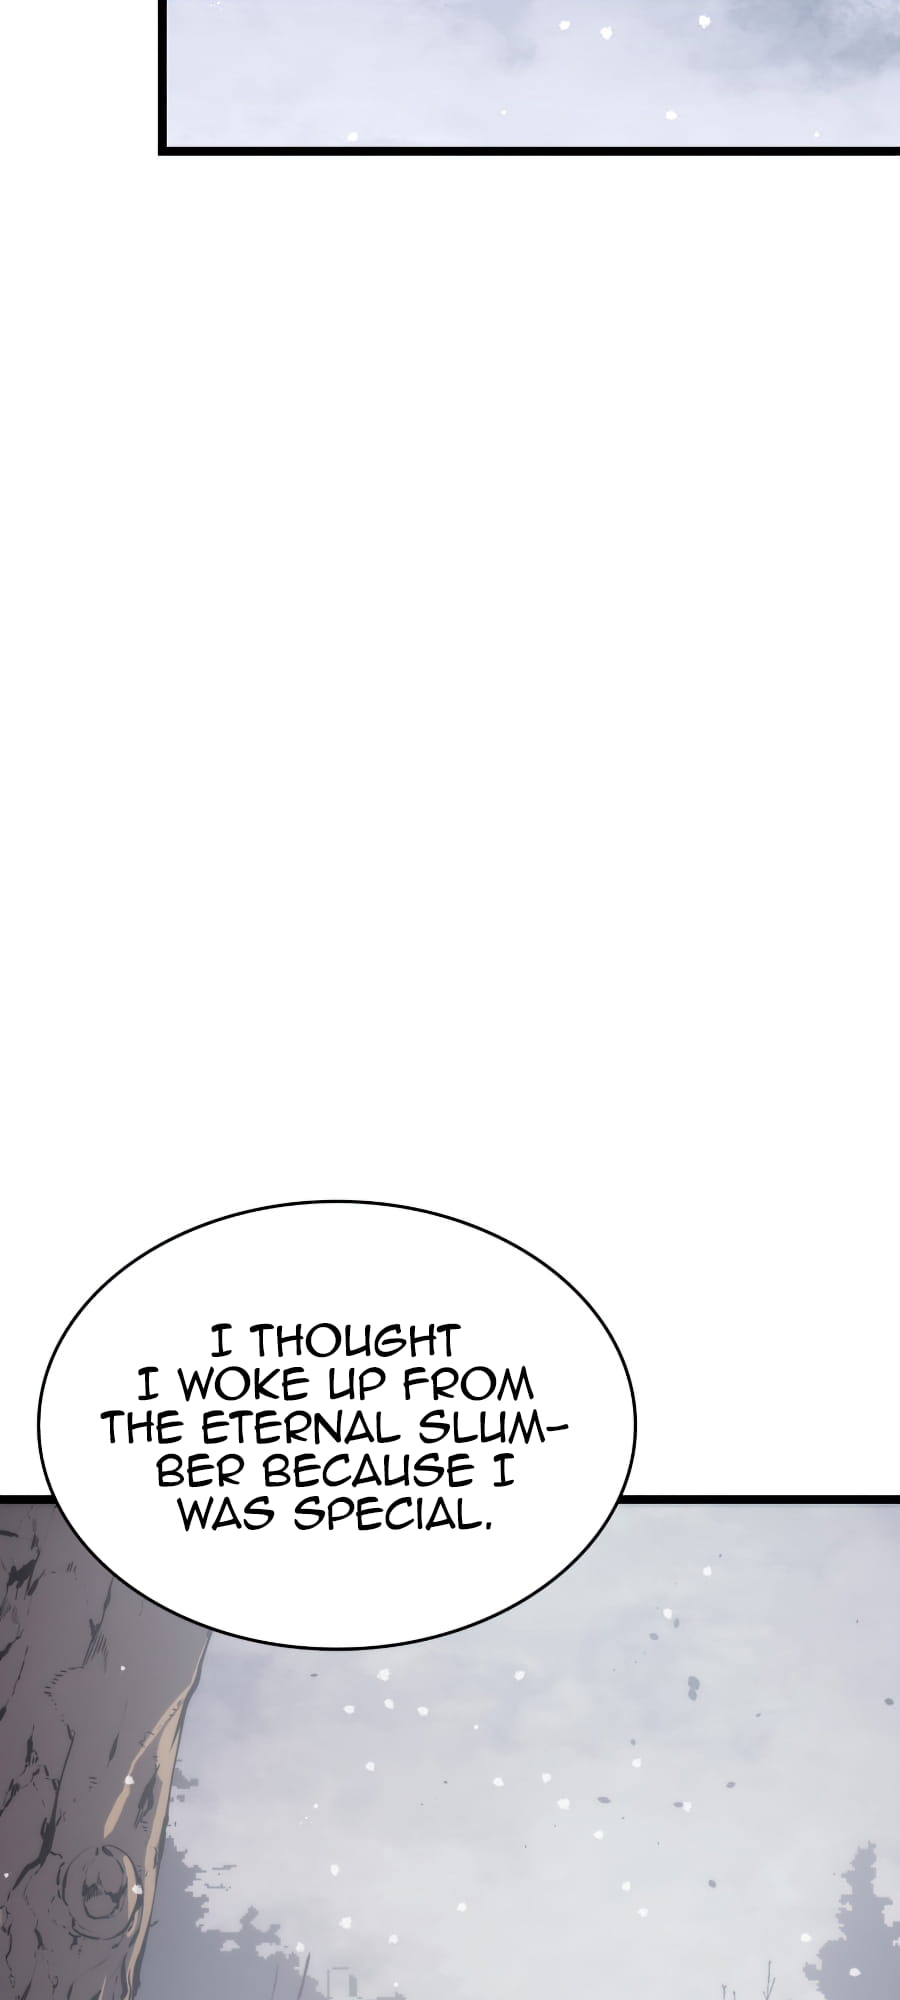 I THOUGHT
I WOKE UP FROM
THE ETERNAL SLUM-
BER BECAUSE I
WAS SPECIAL.